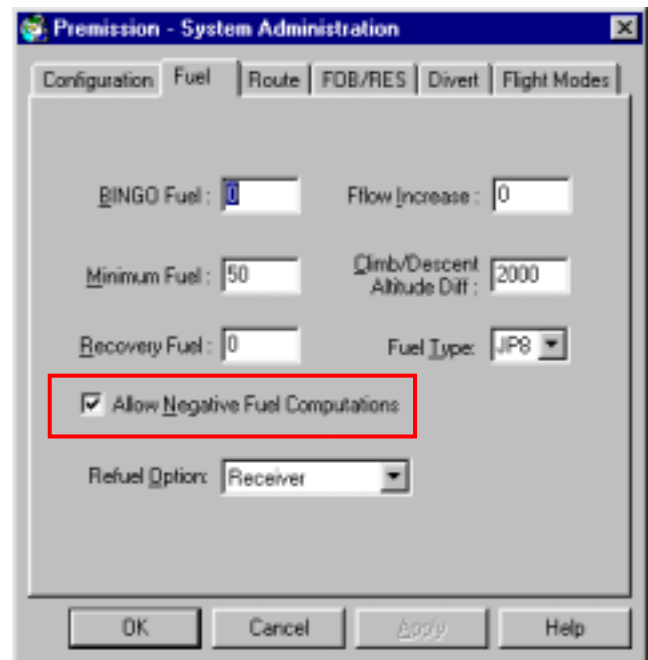 Premission - System Administration
Configuration Fuel Route FOB/RES Divert Flight Modes
BINGO Fuel : 0 Fflow Increase : 0
Minimum Fuel : 50 Climb/Descent Altitude Diff : 2000
Recovery Fuel : 0 Fuel Type: JP8
Allow Negative Fuel Computations
Refuel Option: Receiver
OK Cancel Apply Help